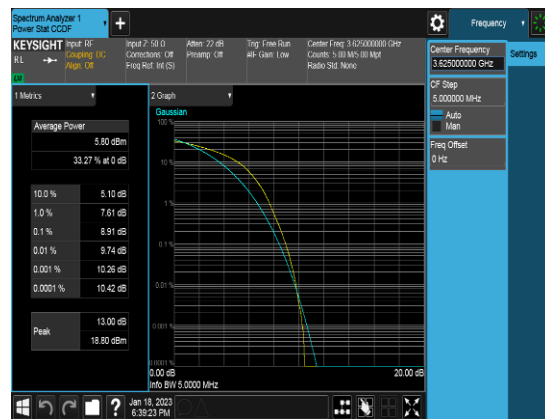 Spectrum Analyzer 1
Power Stat CCDF
Frequency
KEYSIGHT
Input: RF
Coupling: DC
Align: Off
Input Z: 50 Ω
Corrections: Off
Freq Ref: Int (S)
Atten: 22 dB
Preamp: Off
Trig: Free Run
#IF Gain: Low
Center Freq: 3.625000000 GHz
Counts: 5.00 M/5.00 Mpt
Radio Std: None
RL
Center Frequency
3.625000000 GHz
Settings
CF Step
5.000000 MHz
Auto
Man
Freq Offset
0 Hz
1 Metrics
2 Graph
Gaussian
Average Power
5.80 dBm
33.27 % at 0 dB
10.0 % 5.10 dB
1.0 % 7.61 dB
0.1 % 8.91 dB
0.01 % 9.74 dB
0.001 % 10.26 dB
0.0001 % 10.42 dB
Peak
13.00 dB
18.80 dBm
100 %
10 %
1 %
0.1 %
0.01 %
0.001 %
0.0001 %
0.00 dB
20.00 dB
Info BW 5.0000 MHz
Jan 18, 2023
6:39:23 PM